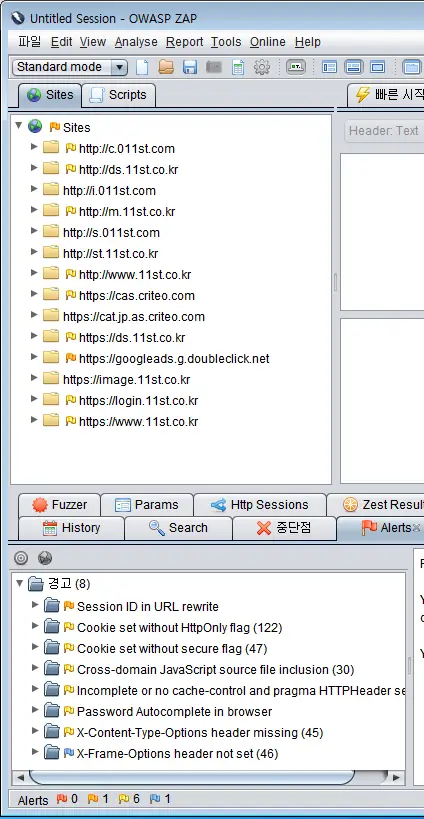 Untitled Session - OWASP ZAP
파일 Edit View Analyse Report Tools Online Help
Standard mode
Sites Scripts 빠른 시작
Header: Text
Sites
http://c.011st.com
http://ds.11st.co.kr
http://i.011st.com
http://m.11st.co.kr
http://s.011st.com
http://st.11st.co.kr
http://www.11st.co.kr
https://cas.criteo.com
https://cat.jp.as.criteo.com
https://ds.11st.co.kr
https://googleads.g.doubleclick.net
https://image.11st.co.kr
https://login.11st.co.kr
https://www.11st.co.kr
Fuzzer Params Http Sessions Zest Resul
History Search 중단점 Alerts
경고 (8)
Session ID in URL rewrite
Cookie set without HttpOnly flag (122)
Cookie set without secure flag (47)
Cross-domain JavaScript source file inclusion (30)
Incomplete or no cache-control and pragma HTTPHeader se
Password Autocomplete in browser
X-Content-Type-Options header missing (45)
X-Frame-Options header not set (46)
Alerts 0 1 6 1